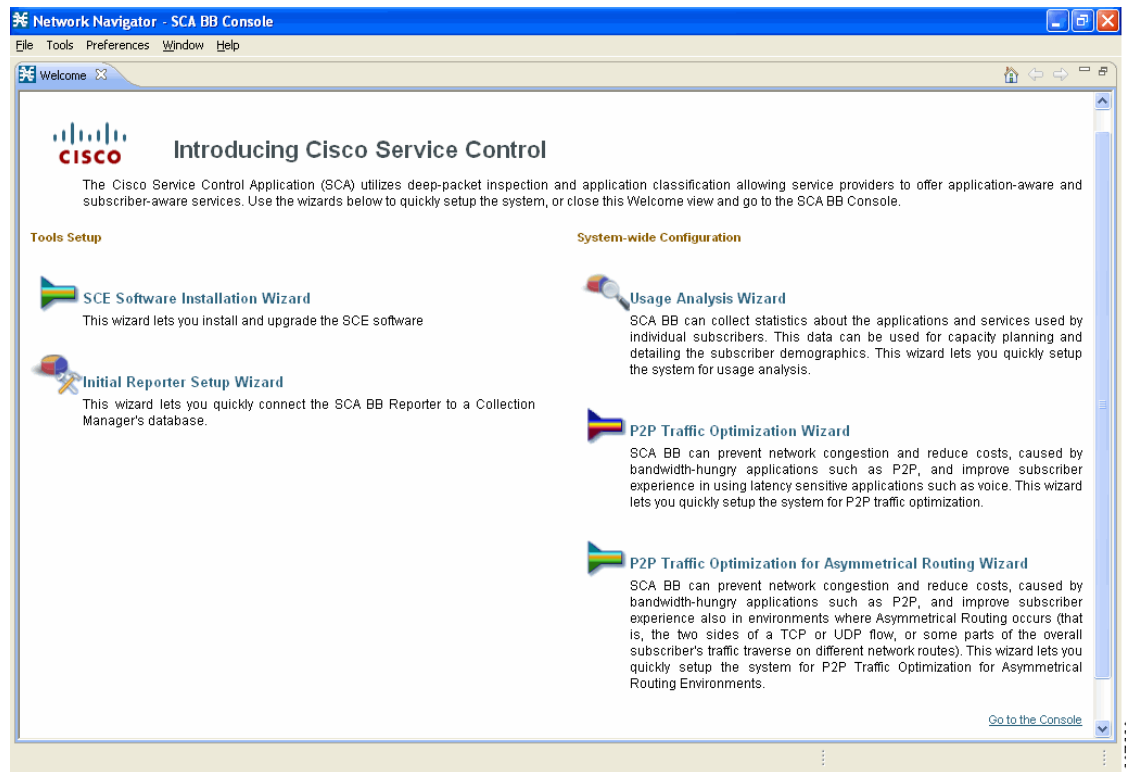 Network Navigator - SCA BB Console
File Tools Preferences Window Help
Welcome
CISCO
Introducing Cisco Service Control
The Cisco Service Control Application (SCA) utilizes deep-packet inspection and application classification allowing service providers to offer application-aware and
subscriber-aware services. Use the wizards below to quickly setup the system, or close this Welcome view and go to the SCA BB Console.
Tools Setup
SCE Software Installation Wizard
This wizard lets you install and upgrade the SCE software
Initial Reporter Setup Wizard
This wizard lets you quickly connect the SCA BB Reporter to a Collection
Manager's database.
System-wide Configuration
Usage Analysis Wizard
SCA BB can collect statistics about the applications and services used by
individual subscribers. This data can be used for capacity planning and
detailing the subscriber demographics. This wizard lets you quickly setup
the system for usage analysis.
P2P Traffic Optimization Wizard
SCA BB can prevent network congestion and reduce costs, caused by
bandwidth-hungry applications such as P2P, and improve subscriber
experience in using latency sensitive applications such as voice. This wizard
lets you quickly setup the system for P2P traffic optimization.
P2P Traffic Optimization for Asymmetrical Routing Wizard
SCA BB can prevent network congestion and reduce costs, caused by
bandwidth-hungry applications such as P2P, and improve subscriber
experience also in environments where Asymmetrical Routing occurs (that
is, the two sides of a TCP or UDP flow, or some parts of the overall
subscriber's traffic traverse on different network routes). This wizard lets you
quickly setup the system for P2P Traffic Optimization for Asymmetrical
Routing Environments.
Go to the Console